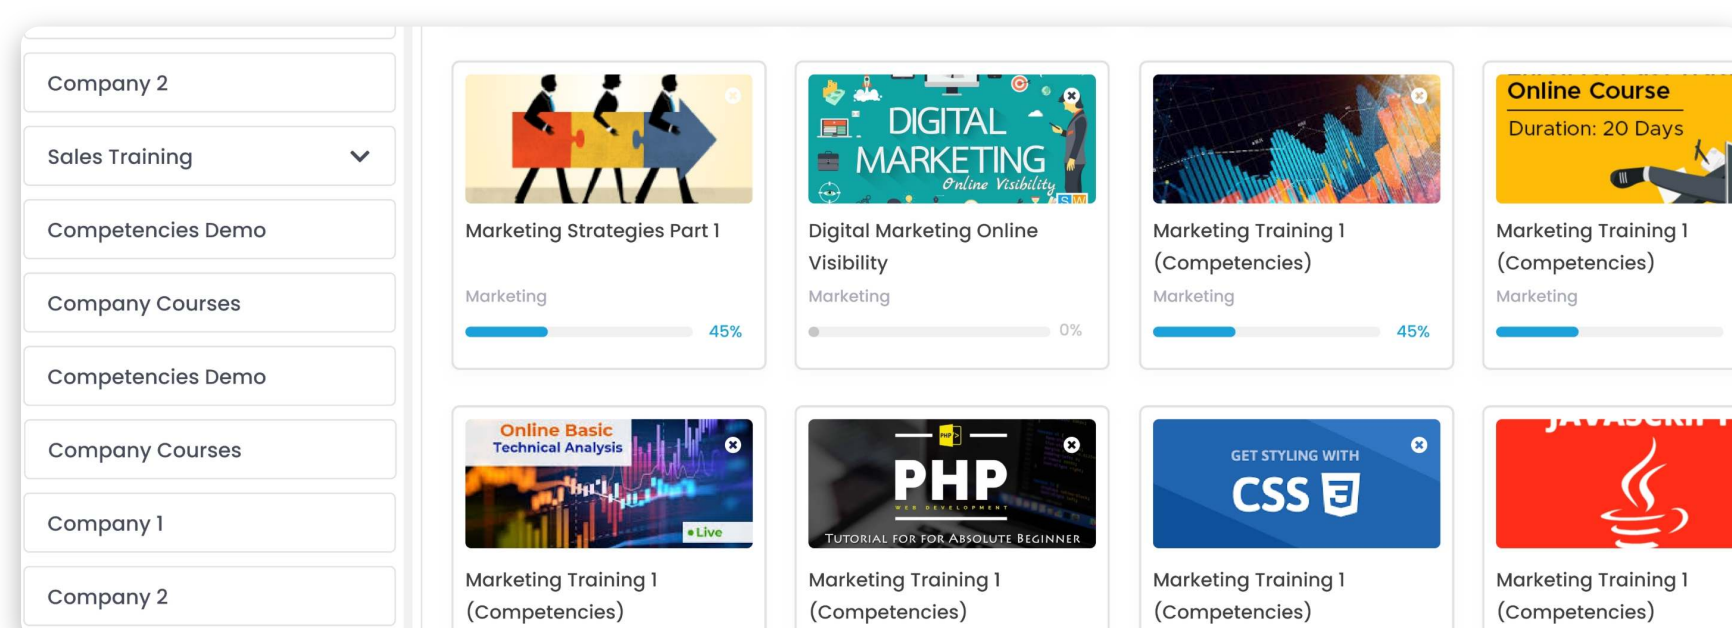 Company 2
Sales Training
Competencies Demo
Company Courses
Competencies Demo
Company Courses
Company 1
Company 2
DIGITAL
MARKETING
Online Visibility
S W
Online Course
Duration: 20 Days
Marketing Strategies Part 1
Marketing
45%
Digital Marketing Online
Visibility
Marketing
0%
Marketing Training 1
(Competencies)
Marketing
45%
Marketing Training 1
(Competencies)
Marketing
Online Basic
Technical Analysis
Live
Marketing Training 1
(Competencies)
PHP
PHP
WEB DEVELOPMENT
TUTORIAL FOR FOR ABSOLUTE BEGINNER
Marketing Training 1
(Competencies)
GET STYLING WITH
CSS 3
Marketing Training 1
(Competencies)
Marketing Training 1
(Competencies)